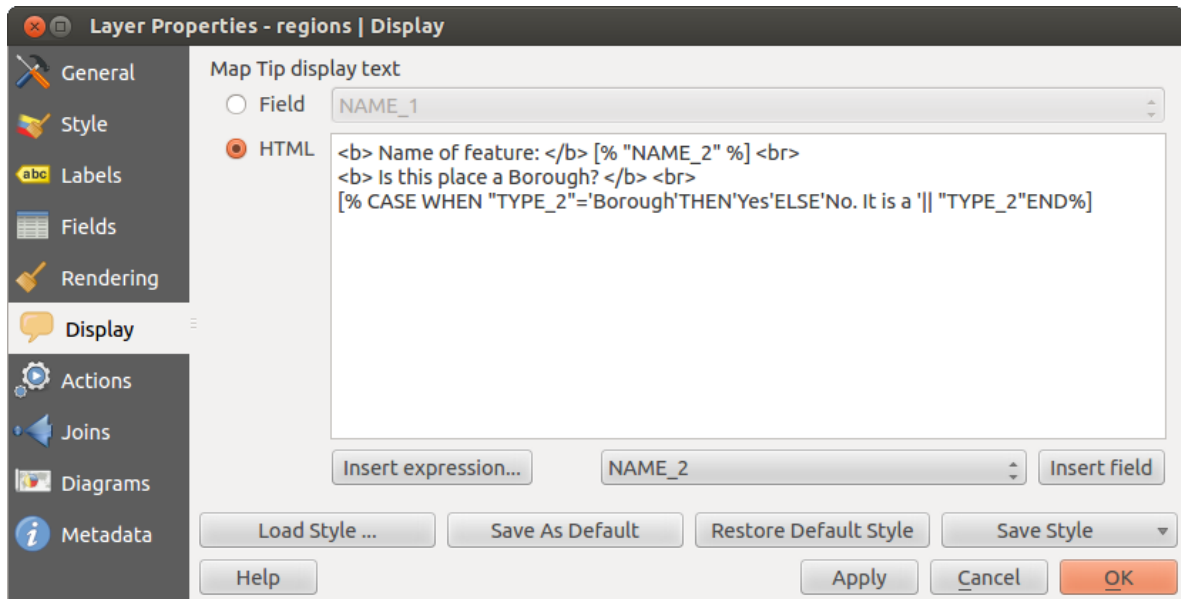 Layer Properties - regions | Display
General
Style
abc Labels
Fields
Rendering
Display
Actions
Joins
Diagrams
i Metadata
Map Tip display text
Field NAME_1
HTML
<b> Name of feature: </b> [% "NAME_2" %] <br>
<b> Is this place a Borough? </b> <br>
[% CASE WHEN "TYPE_2"='Borough'THEN'Yes'ELSE'No. It is a '|| "TYPE_2"END%]
Insert expression... NAME_2 Insert field
Load Style ... Save As Default Restore Default Style Save Style
Help Apply Cancel OK